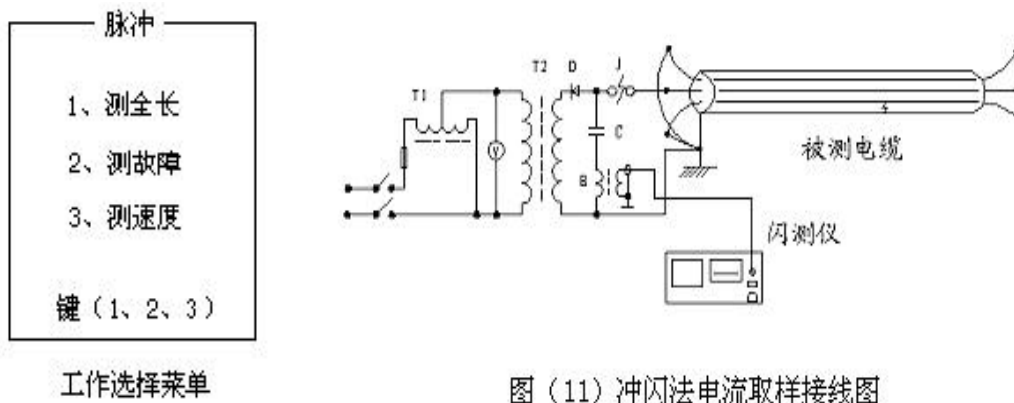 脉冲
1、测全长
2、测故障
3、测速度
键（1、2、3）
工作选择菜单
T1
V
T2
D
J
C
B
被测电缆
闪测仪
图（11）冲闪法电流取样接线图